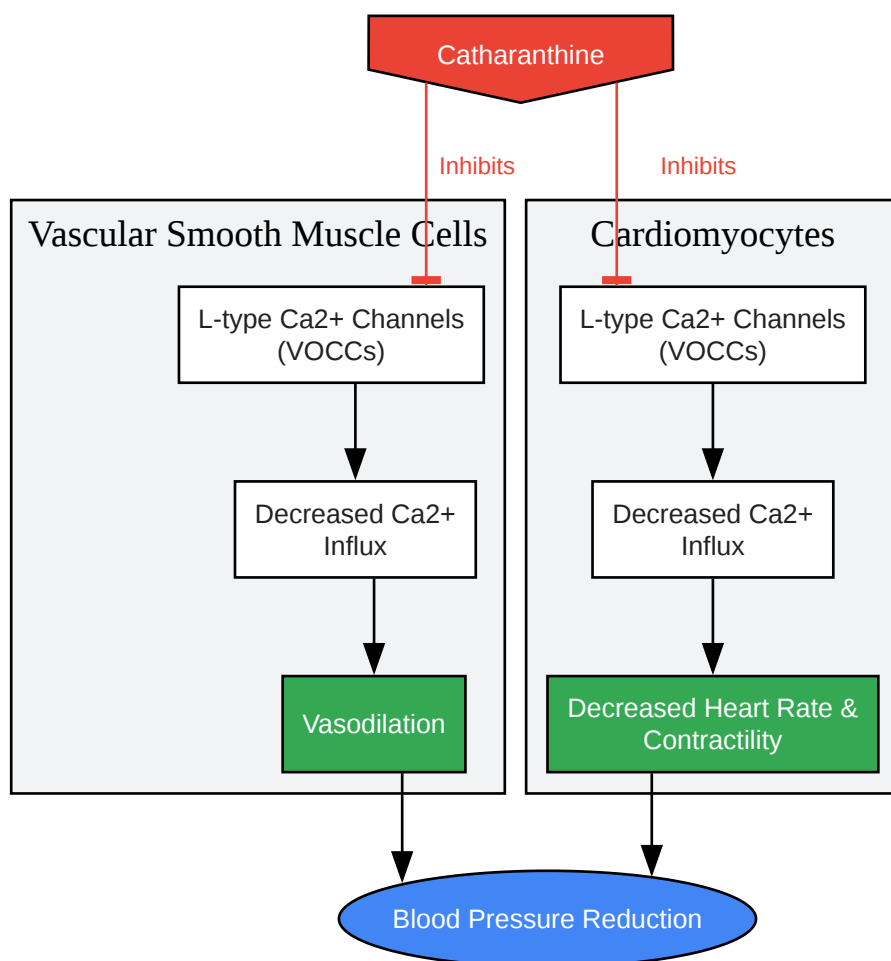 Catharanthine
Inhibits
Inhibits
Vascular Smooth Muscle Cells
L-type Ca2+ Channels
(VOCCs)
Decreased Ca2+
Influx
Vasodilation
Cardiomyocytes
L-type Ca2+ Channels
(VOCCs)
Decreased Ca2+
Influx
Decreased Heart Rate &
Contractility
Blood Pressure Reduction